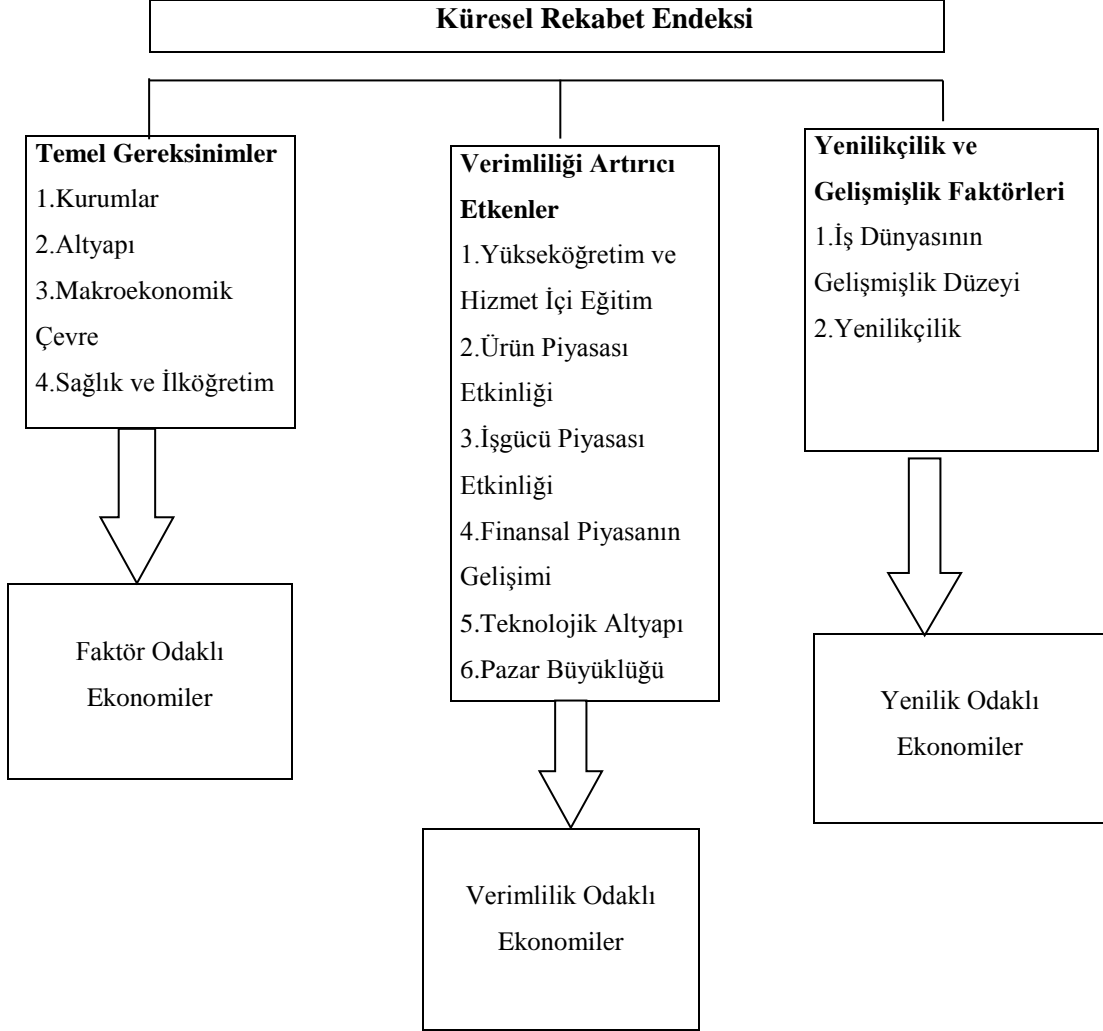 Küresel Rekabet Endeksi
Temel Gereksinimler
1.Kurumlar
2.Altyapı
3.Makroekonomik
Çevre
4.Sağlık ve İlköğretim
Faktör Odaklı
Ekonomiler
Verimliliği Artırıcı
Etkenler
1.Yükseköğretim ve
Hizmet İçi Eğitim
2.Ürün Piyasası
Etkinliği
3.İşgücü Piyasası
Etkinliği
4.Finansal Piyasanın
Gelişimi
5.Teknolojik Altyapı
6.Pazar Büyüklüğü
Verimlilik Odaklı
Ekonomiler
Yenilikçilik ve
Gelişmişlik Faktörleri
1.İş Dünyasının
Gelişmişlik Düzeyi
2.Yenilikçilik
Yenilik Odaklı
Ekonomiler